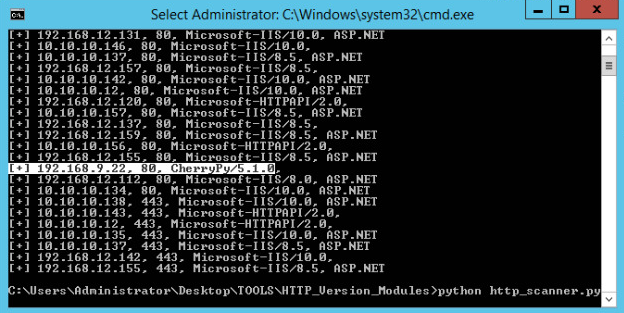 Select Administrator: C:\Windows\system32\cmd.exe
[+] 192.168.12.131, 80, Microsoft-IIS/10.0, ASP.NET
[+] 10.10.10.146, 80, Microsoft-IIS/10.0,
[+] 10.10.10.137, 80, Microsoft-IIS/8.5, ASP.NET
[+] 192.168.12.157, 80, Microsoft-IIS/8.5,
[+] 10.10.10.142, 80, Microsoft-IIS/10.0, ASP.NET
[+] 10.10.10.12, 80, Microsoft-IIS/10.0, ASP.NET
[+] 192.168.12.120, 80, Microsoft-HTTPAPI/2.0,
[+] 10.10.10.157, 80, Microsoft-IIS/8.5, ASP.NET
[+] 192.168.12.137, 80, Microsoft-IIS/8.5,
[+] 192.168.12.159, 80, Microsoft-IIS/8.5, ASP.NET
[+] 10.10.10.156, 80, Microsoft-HTTPAPI/2.0,
[+] 192.168.12.155, 80, Microsoft-IIS/8.5, ASP.NET
[+] 192.168.9.22, 80, CherryPy/5.1.0,
[+] 192.168.12.112, 80, Microsoft-IIS/8.0, ASP.NET
[+] 10.10.10.134, 80, Microsoft-IIS/10.0, ASP.NET
[+] 10.10.10.138, 443, Microsoft-IIS/10.0, ASP.NET
[+] 10.10.10.143, 443, Microsoft-HTTPAPI/2.0,
[+] 10.10.10.12, 443, Microsoft-HTTPAPI/2.0,
[+] 10.10.10.135, 443, Microsoft-IIS/10.0, ASP.NET
[+] 10.10.10.137, 443, Microsoft-IIS/8.5, ASP.NET
[+] 192.168.12.142, 443, Microsoft-IIS/10.0, ASP.NET
[+] 192.168.12.155, 443, Microsoft-IIS/8.5, ASP.NET
C:\Users\Administrator\Desktop\TOOLS\HTTP_Version_Modules>python http_scanner.py